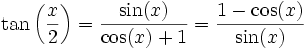 tan(x/2) = sin(x)/(cos(x) + 1) = (1 − cos(x))/sin(x)